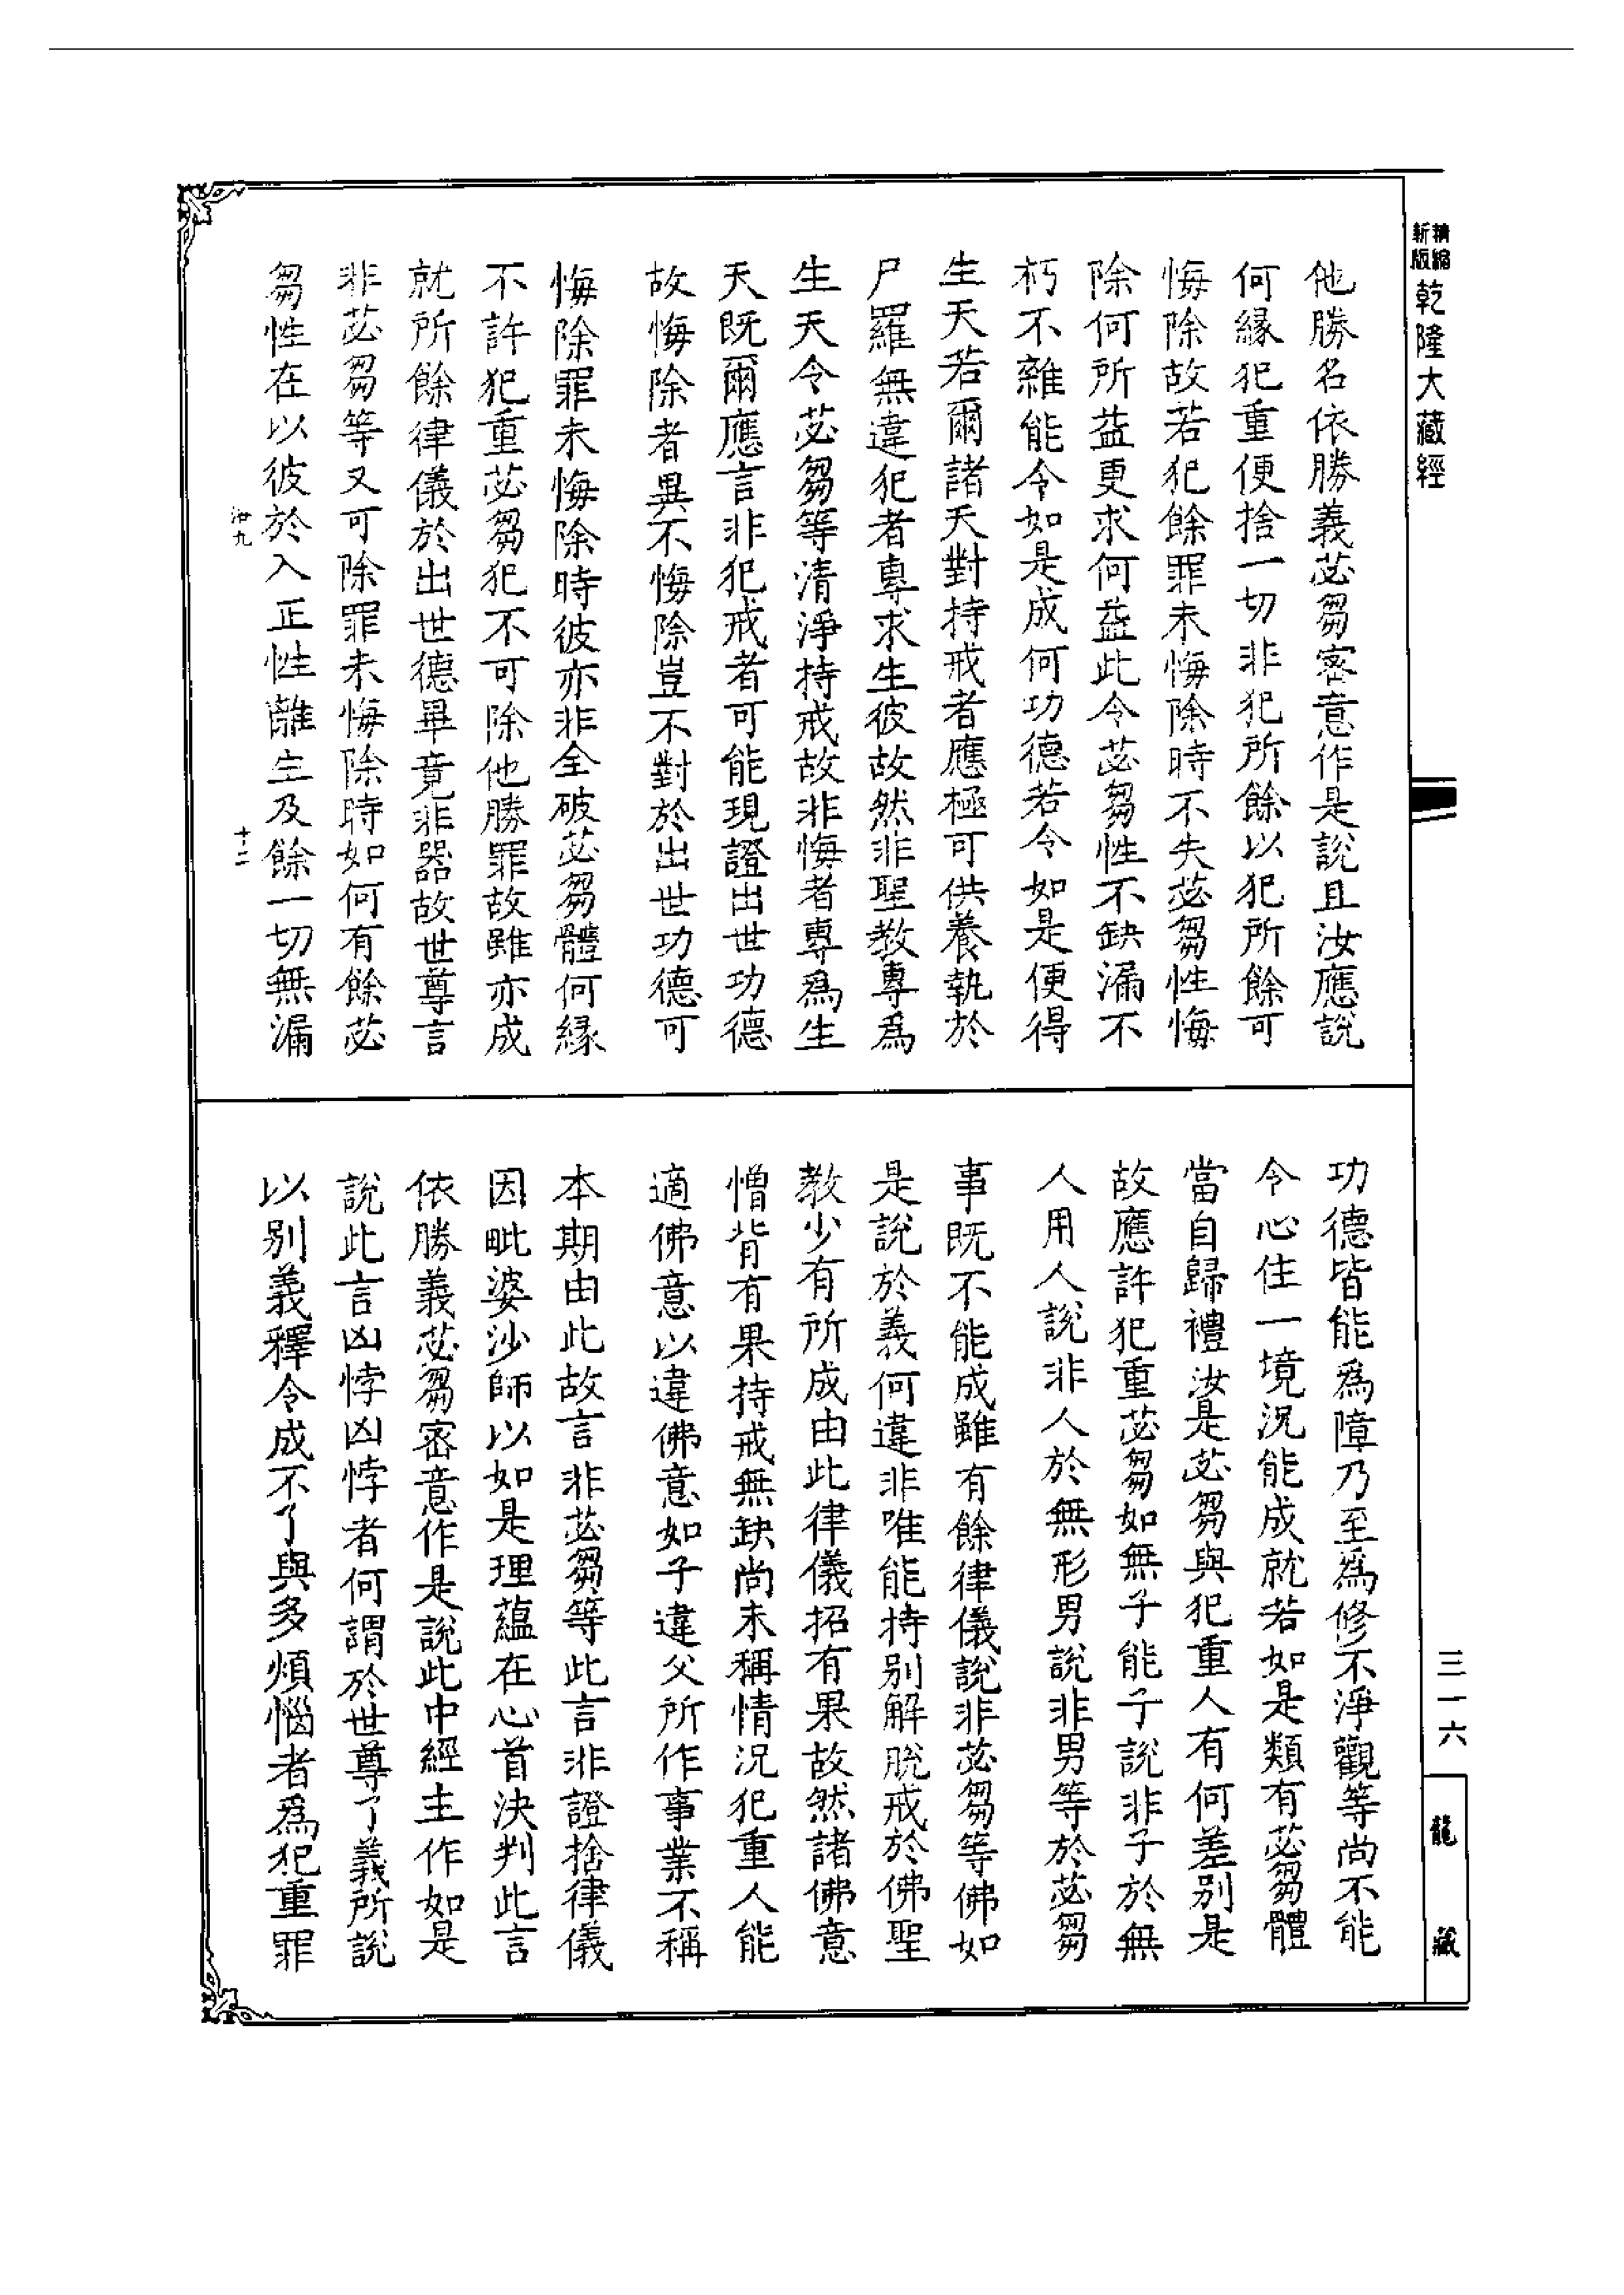 精縮新版乾隆大藏經
他勝名依勝義苾芻密意作是說且汝應說
何緣犯重便捨一切非犯所餘以犯所餘可
悔除故若犯餘罪未悔除時不失苾芻性悔
除何所益更求何益此令苾芻性不缺漏不
朽不雜能令如是成何功德若令如是便得
生天若爾諸天對持戒者應極可供養執於
尸羅無違犯者專求生彼故然非聖教專爲
生天令苾芻等清淨持戒故非悔者專爲生
天既爾應言非犯戒者可能現證出世功德
故悔除者異不悔除豈不對於出世功德可
悔除罪未悔除時彼亦非全破苾芻體何緣
不許犯重苾芻犯不可除他勝罪故雖亦成
就所餘律儀於出世德畢竟非器故世尊言
非苾芻等又可除罪未悔除時如何有餘苾
芻性在以彼於入正性離生及餘一切無漏
汝九
十二
功德皆能爲障乃至爲修不淨觀等尚不能
令心住一境況能成就若如是類有苾芻體
當自歸禮汝是苾芻與犯重人有何差別是
故應許犯重苾芻如無子能子說非子於無
人用人說非人於無形男說非男等於苾芻
事既不能成雖有餘律儀說非苾芻等佛如
是說於義何違非唯能持別解脫戒於佛聖
教少有所成由此律儀招有果故然諸佛意
憎背有果持戒無缺尚未稱情況犯重人能
適佛意以違佛意如子違父所作事業不稱
本期由此故言非苾芻等此言非證捨律儀
因毗婆沙師以如是理蘊在心首決判此言
依勝義苾芻密意作是說此中經主作如是
說此言凶悖凶悖者何謂於世尊了義所說
以別義釋令成不了與多煩惱者爲犯重罪
三一六
龍藏